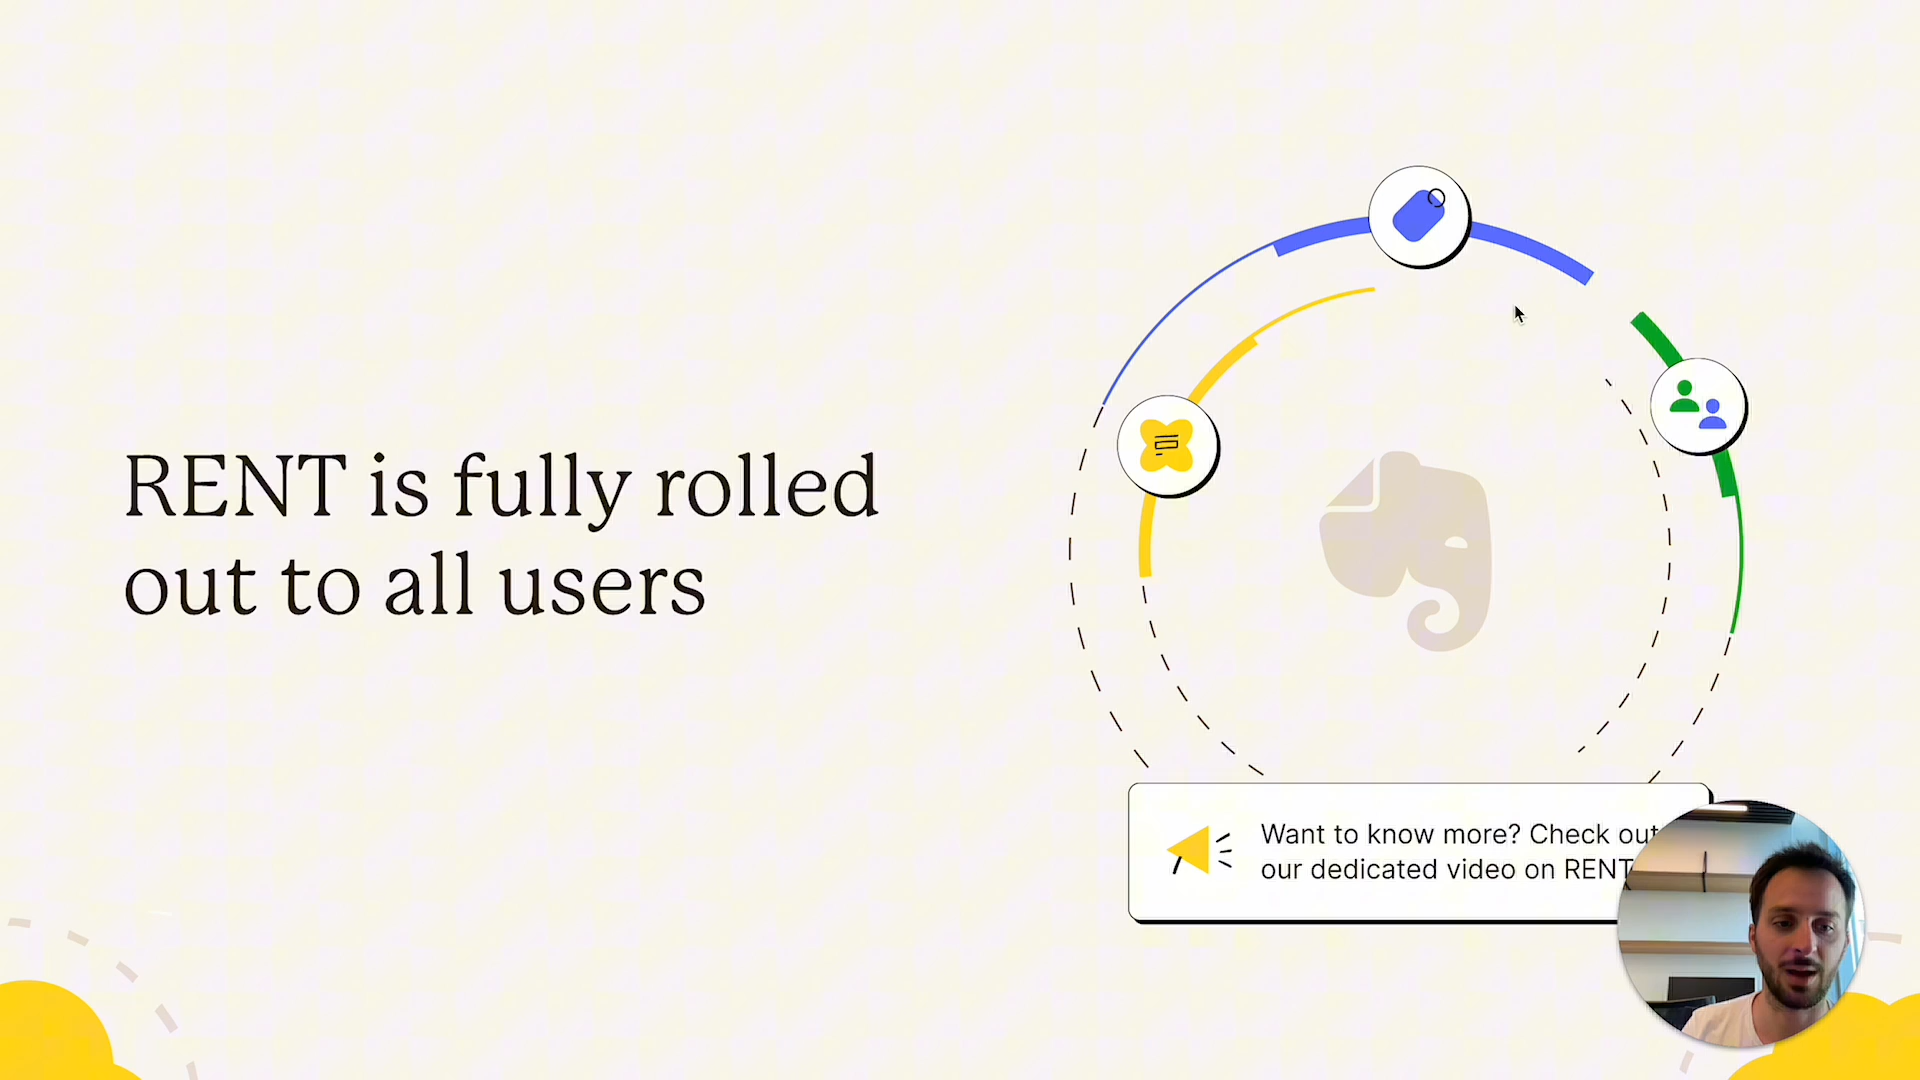 RENT is fully rolled
out to all users
Want to know more? Check out
our dedicated video on RENT